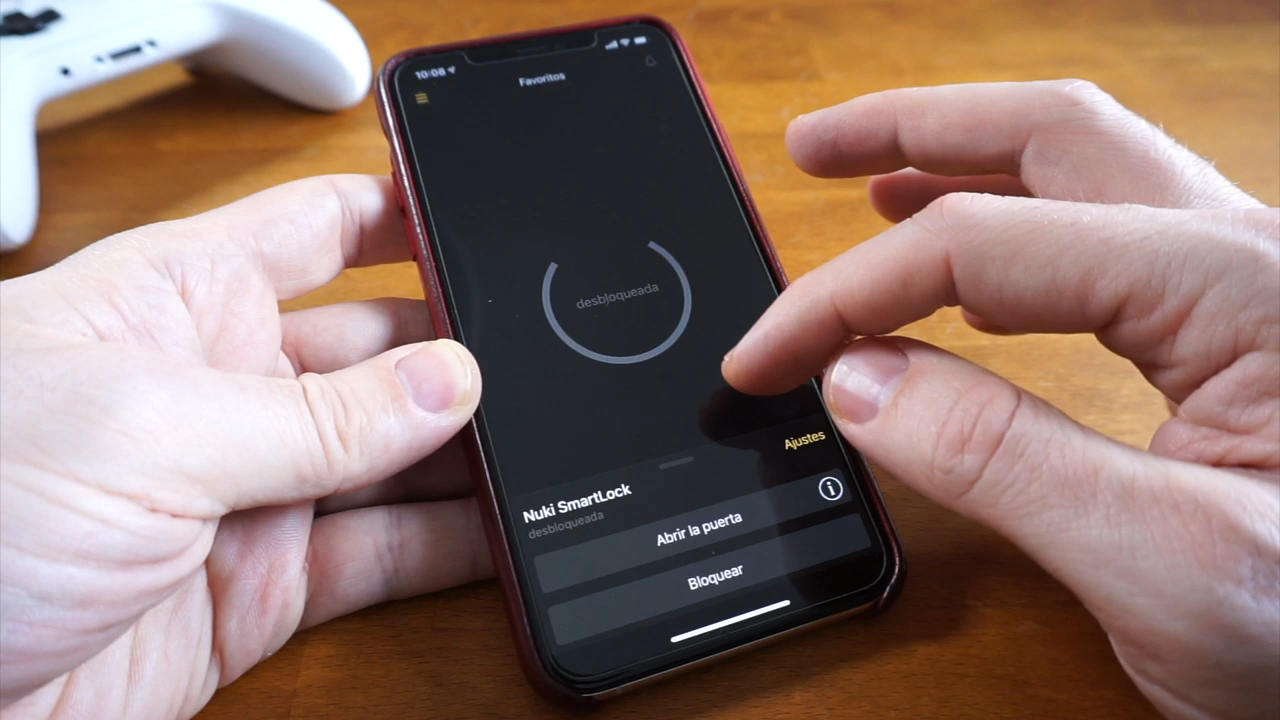 10:08
Favoritos
desbloqueada
Ajustes
Nuki SmartLock
desbloqueada
Abrir la puerta
Bloquear